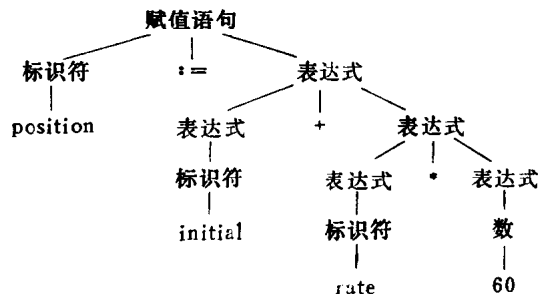 赋值语句
标识符 := 表达式
position 表达式 + 表达式
标识符 表达式 * 表达式
initial 标识符 数
rate 60